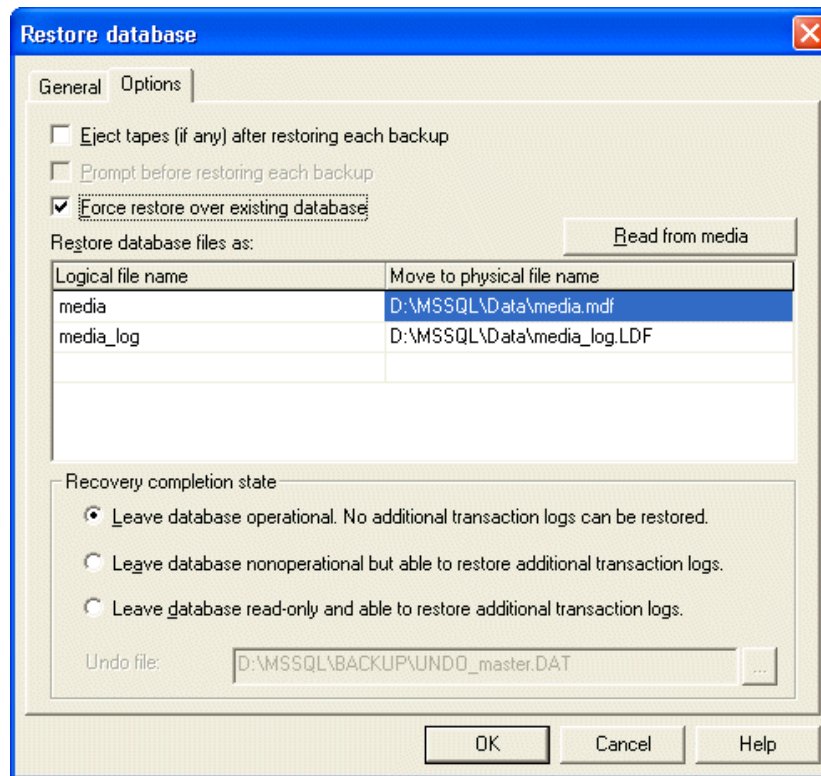 Restore database
General Options
Eject tapes (if any) after restoring each backup
Prompt before restoring each backup
Force restore over existing database
Restore database files as:
Read from media
Logical file name Move to physical file name
media D:\MSSQL\Data\media.mdf
media_log D:\MSSQL\Data\media_log.LDF
Recovery completion state
Leave database operational. No additional transaction logs can be restored.
Leave database nonoperational but able to restore additional transaction logs.
Leave database read-only and able to restore additional transaction logs.
Undo file: D:\MSSQL\BACKUP\UNDO_master.DAT ...
OK Cancel Help